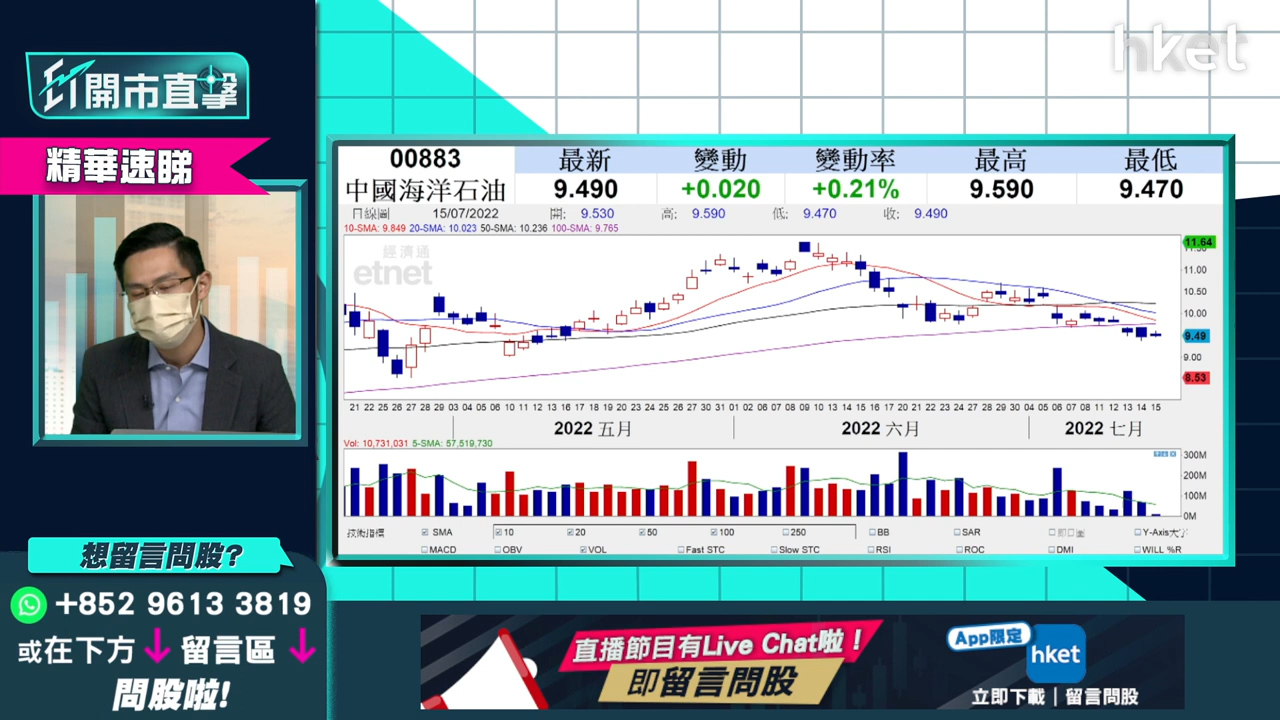 hket
ET開市直擊
精華速睇
00883
中國海洋石油
最新 變動 變動率 最高 最低
9.490 +0.020 +0.21% 9.590 9.470
日線圖 15/07/2022 開: 9.530 高: 9.590 低: 9.470 收: 9.490
10-SMA: 9.849 20-SMA: 10.023 50-SMA: 10.236 100-SMA: 9.765
經濟通
etnet
11.64
11.00
10.50
10.00
9.49
9.00
8.53
21 22 25 26 27 28 29 03 04 05 06 10 11 12 13 16 17 18 19 20 23 24 25 26 27 30 31 01 02 06 07 08 09 10 13 14 15 16 17 20 21 22 23 24 27 28 29 30 04 05 06 07 08 11 12 13 14 15
2022 五月 2022 六月 2022 七月
Vol: 10,731,031 5-SMA: 57,519,730
300M
200M
100M
0M
技術指標 SMA 10 20 50 100 250 BB SAR Y-Axis大字
MACD OBV VOL Fast STC Slow STC RSI ROC DMI WILL %R
想留言問股?
+852 9613 3819
或在下方 留言區
問股啦!
直播節目有Live Chat啦!
即留言問股
App限定
hket
立即下載|留言問股